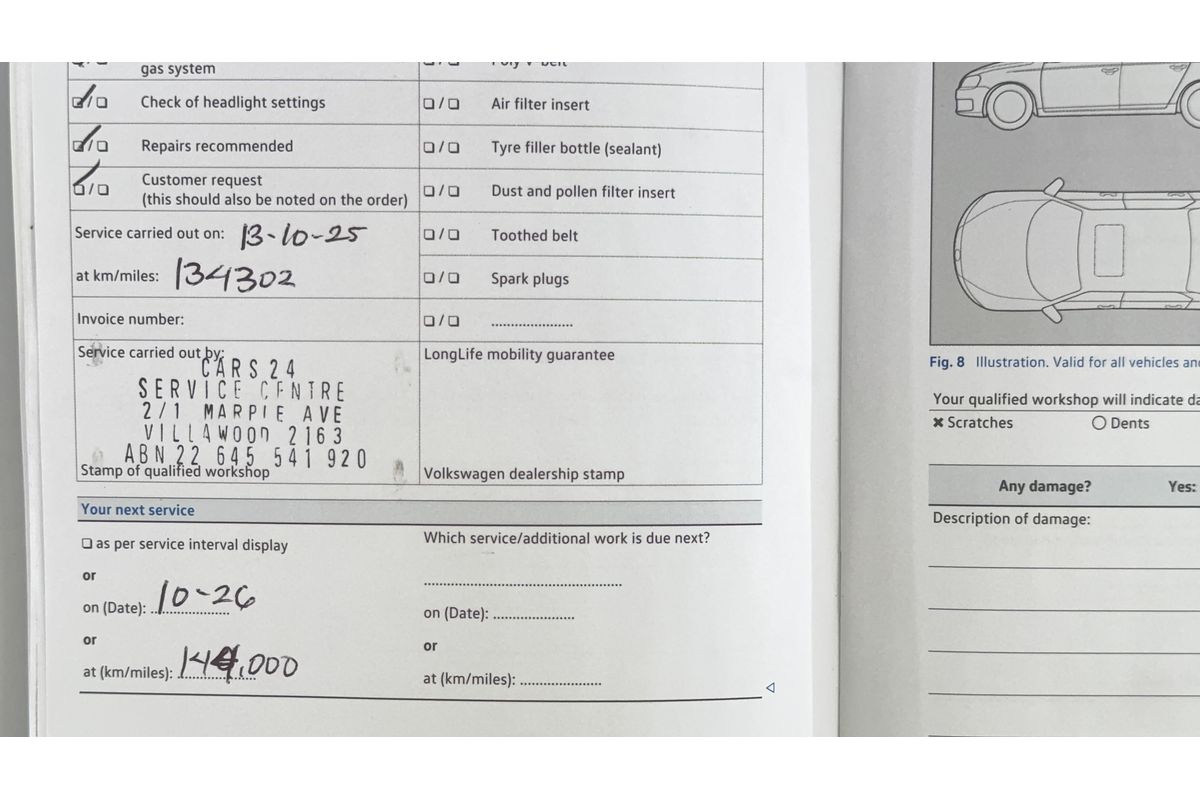 gas system
☑/☐ Check of headlight settings
☑/☐ Repairs recommended
☑/☐ Customer request
(this should also be noted on the order)
Service carried out on: 13-10-25
at km/miles: 134302
Invoice number:
Service carried out by:
CARS 24
SERVICE CENTRE
2/1 MARPIE AVE
VILLAWOOD 2163
ABN 22 645 541 920
Stamp of qualified workshop
Poly V-belt
☐/☐ Air filter insert
☐/☐ Tyre filler bottle (sealant)
☐/☐ Dust and pollen filter insert
☐/☐ Toothed belt
☐/☐ Spark plugs
☐/☐ .....................
LongLife mobility guarantee
Volkswagen dealership stamp
Your next service
☐ as per service interval display
or
on (Date): 10-26
or
at (km/miles): 144,000
Which service/additional work is due next?
on (Date): .....................
or
at (km/miles): .....................
Fig. 8 Illustration. Valid for all vehicles
Your qualified workshop will indicate
✖ Scratches ○ Dents
Any damage? Yes:
Description of damage: